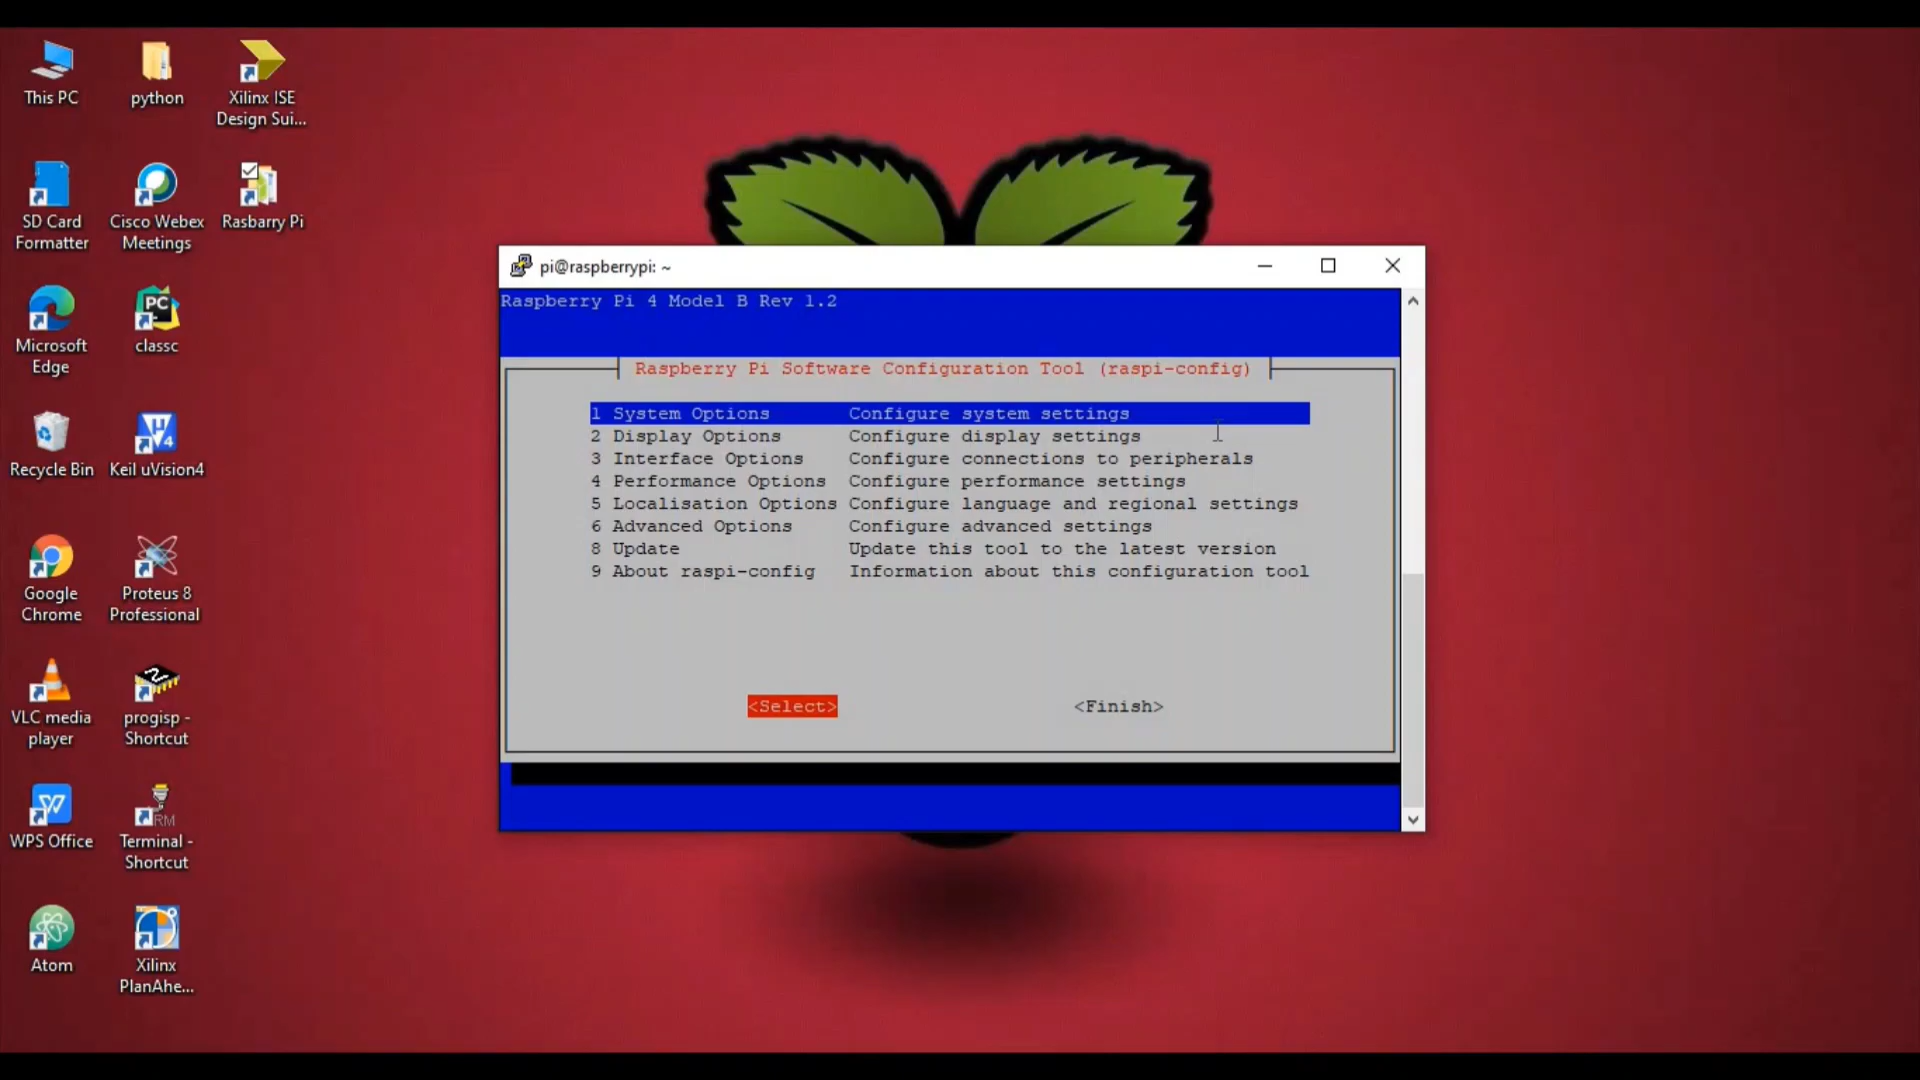 This PC
python
Xilinx ISE
Design Sui...
SD Card
Formatter
Cisco Webex
Meetings
Rasbarry Pi
Microsoft
Edge
PC
classc
Recycle Bin
Keil uVision4
Google
Chrome
Proteus 8
Professional
VLC media
player
progisp -
Shortcut
WPS Office
RM
Terminal -
Shortcut
Atom
Xilinx
PlanAhe...
pi@raspberrypi: ~
Raspberry Pi 4 Model B Rev 1.2
Raspberry Pi Software Configuration Tool (raspi-config)
1 System Options Configure system settings
2 Display Options Configure display settings
3 Interface Options Configure connections to peripherals
4 Performance Options Configure performance settings
5 Localisation Options Configure language and regional settings
6 Advanced Options Configure advanced settings
8 Update Update this tool to the latest version
9 About raspi-config Information about this configuration tool
<Select> <Finish>